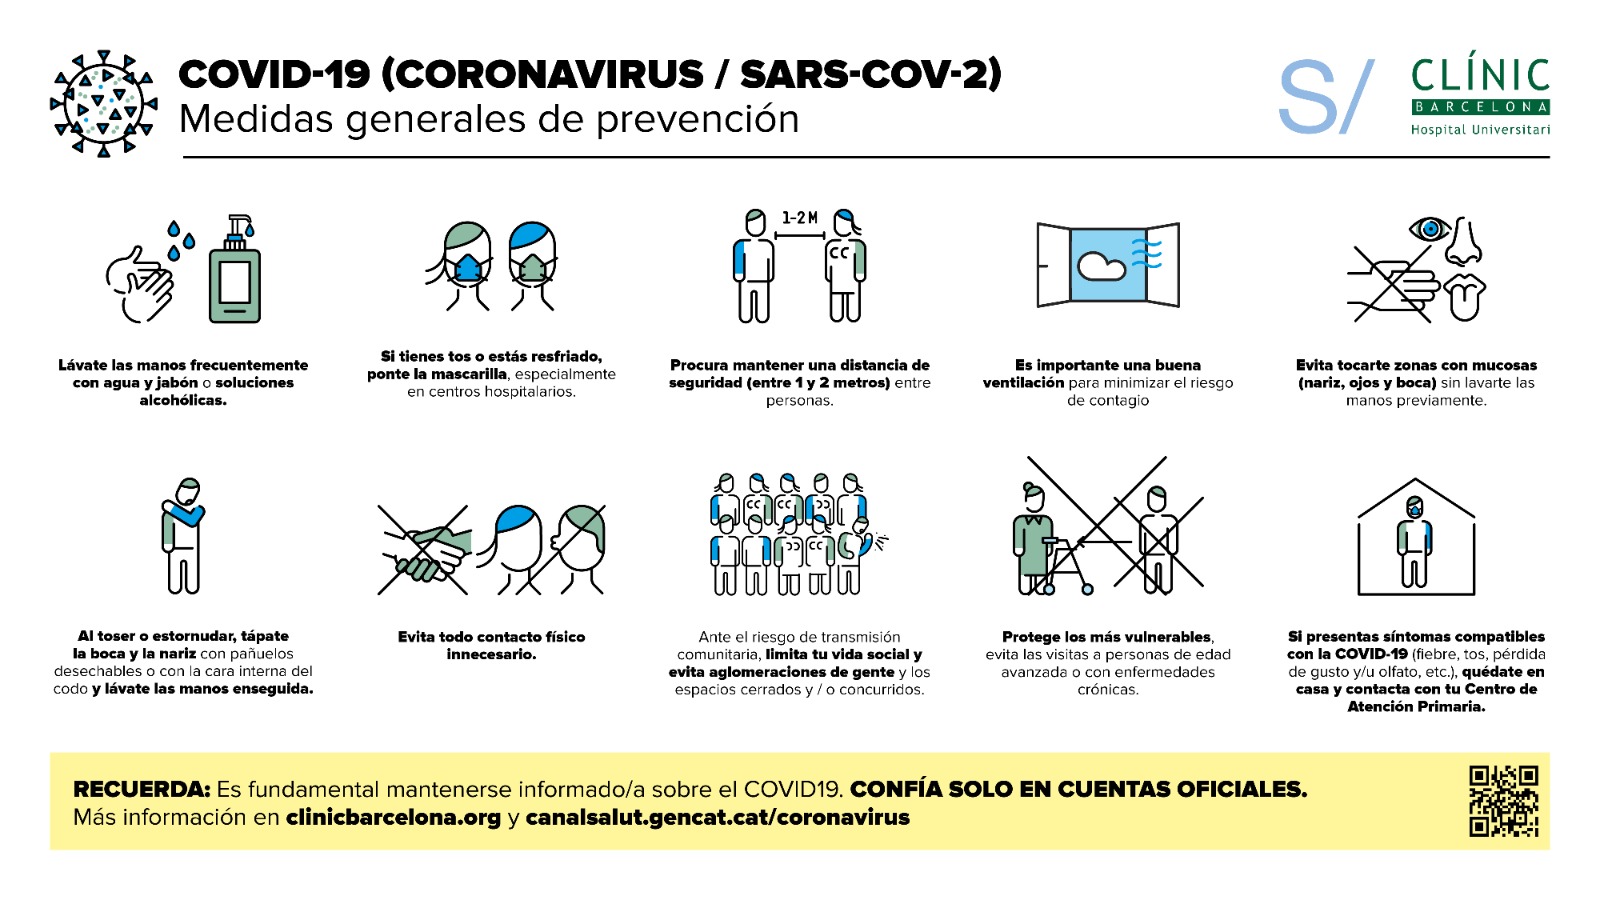 COVID-19 (CORONAVIRUS / SARS-COV-2)
Medidas generales de prevención
S/
CLÍNIC
BARCELONA
Hospital Universitari
Lávate las manos frecuentemente
con agua y jabón o soluciones
alcohólicas.
Si tienes tos o estás resfriado,
ponte la mascarilla, especialmente
en centros hospitalarios.
1-2 M
Procura mantener una distancia de
seguridad (entre 1 y 2 metros) entre
personas.
Es importante una buena
ventilación para minimizar el riesgo
de contagio
Evita tocarte zonas con mucosas
(nariz, ojos y boca) sin lavarte las
manos previamente.
Al toser o estornudar, tápate
la boca y la nariz con pañuelos
desechables o con la cara interna del
codo y lávate las manos enseguida.
Evita todo contacto físico
innecesario.
Ante el riesgo de transmisión
comunitaria, limita tu vida social y
evita aglomeraciones de gente y los
espacios cerrados y / o concurridos.
Protege los más vulnerables,
evita las visitas a personas de edad
avanzada o con enfermedades
crónicas.
Si presentas síntomas compatibles
con la COVID-19 (fiebre, tos, pérdida
de gusto y/u olfato, etc.), quédate en
casa y contacta con tu Centro de
Atención Primaria.
RECUERDA: Es fundamental mantenerse informado/a sobre el COVID19. CONFÍA SOLO EN CUENTAS OFICIALES.
Más información en clinicbarcelona.org y canalsalut.gencat.cat/coronavirus